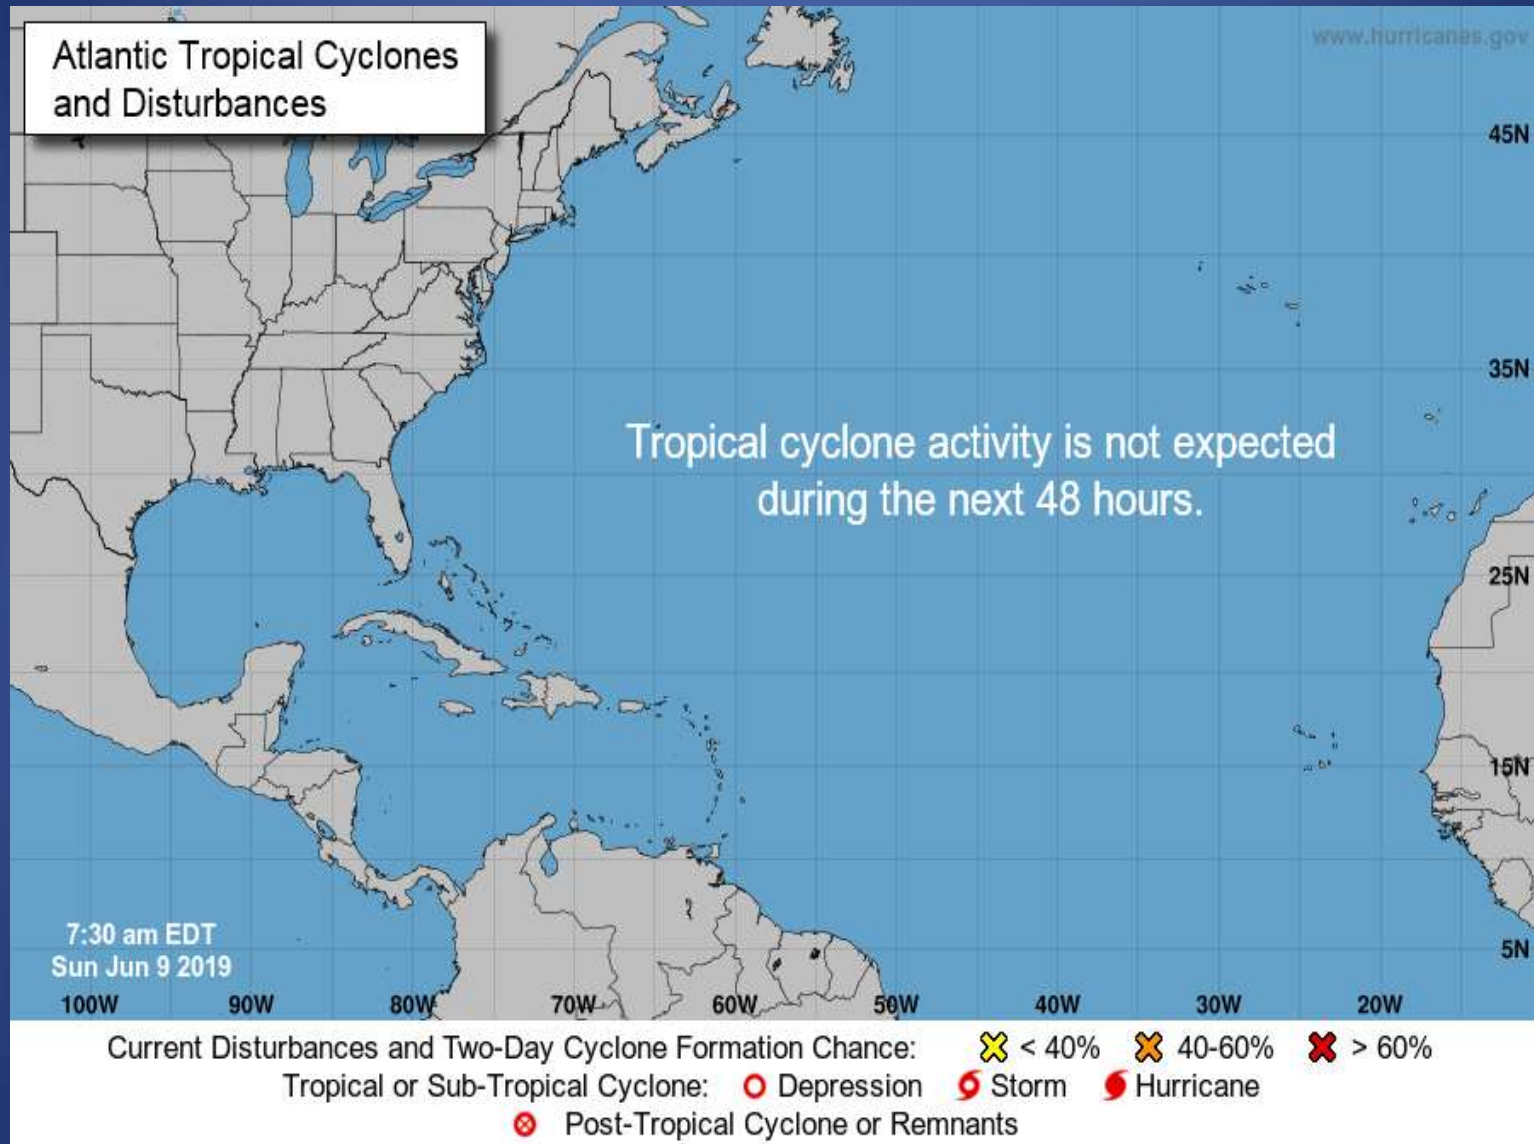 Atlantic Tropical Cyclones
and Disturbances
www.hurricanes.gov
45N
35N
Tropical cyclone activity is not expected
during the next 48 hours.
25N
15N
5N
7:30 am EDT
Sun Jun 9 2019
100W 90W 80W 70W 60W 50W 40W 30W 20W
Current Disturbances and Two-Day Cyclone Formation Chance: < 40% 40-60% > 60%
Tropical or Sub-Tropical Cyclone: Depression Storm Hurricane
Post-Tropical Cyclone or Remnants